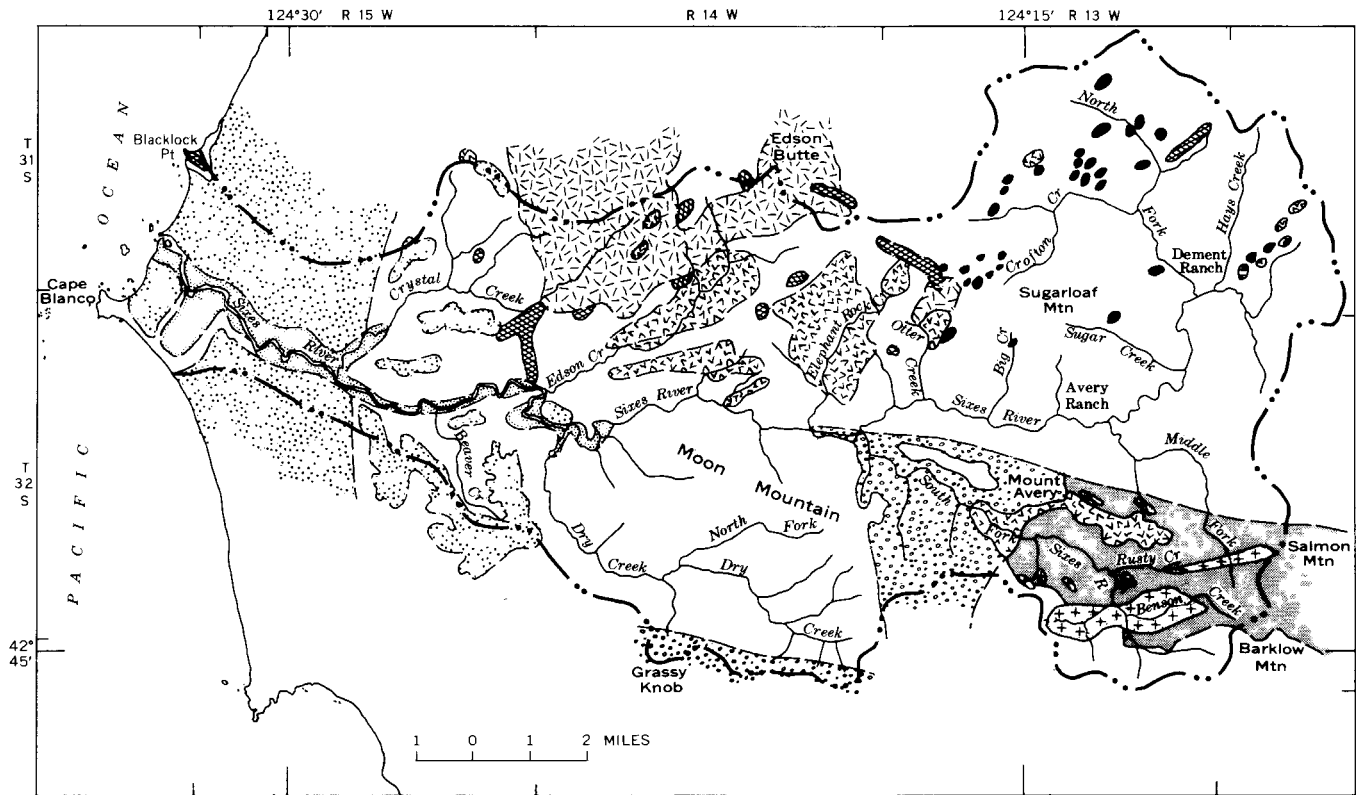 124°30′ R 15 W
R 14 W
124°15′ R 13 W
T
31
S
T
32
S
42°
45′
PACIFIC
OCEAN
Blacklock
Pt
Cape
Blanco
Sixes
River
Crystal
Creek
Edson
Butte
Edson Cr
Sixes River
Beaver Cr
Dry
Creek
Moon
Mountain
North
Fork
Dry
Creek
Grassy
Knob
Elephant Rock Cr
Otter
Creek
Crofton
Cr
North
Fork
Hays Creek
Dement
Ranch
Sugarloaf
Mtn
Sugar
Creek
Big Cr
Avery
Ranch
Sixes River
Middle
Fork
South
Fork
Sixes
R
Mount
Avery
Rusty Cr
Salmon
Mtn
Benson
Creek
Barklow
Mtn
1 0 1 2 MILES